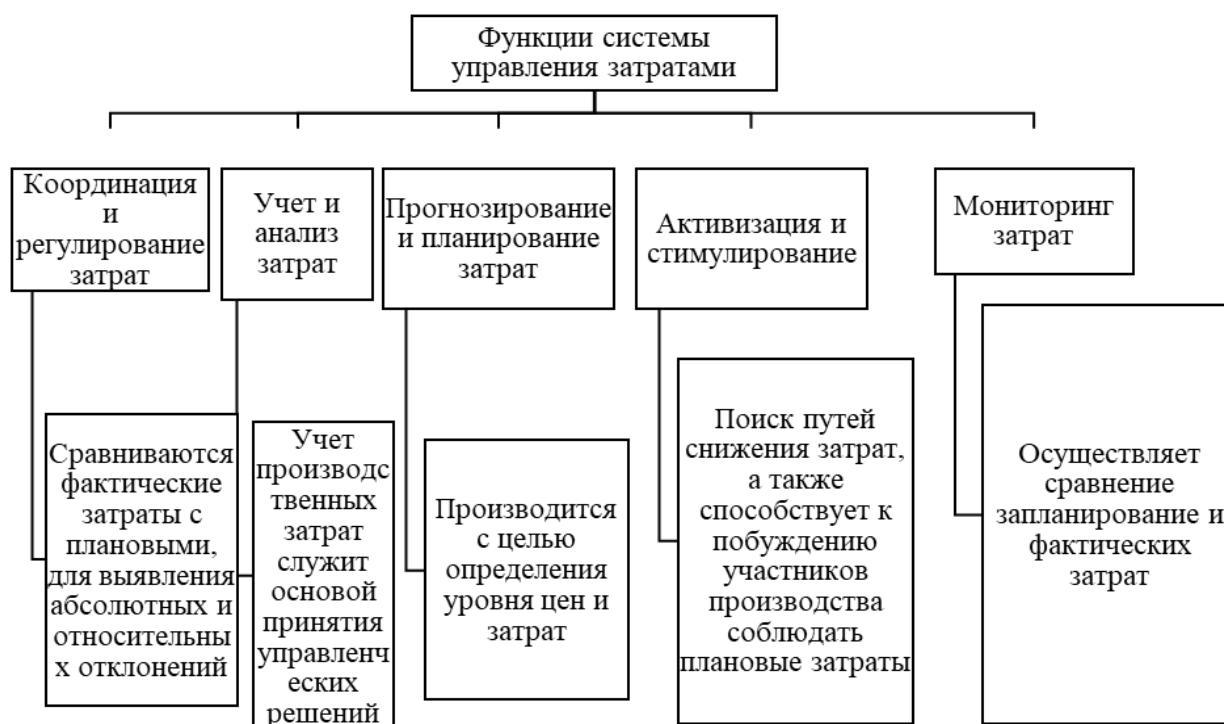 Функции системы
управления затратами
Координация
и
регулирование
затрат
Сравниваются
фактические
затраты с
плановыми,
для выявления
абсолютных и
относительны
х отклонений
Учет и
анализ
затрат
Учет
производс
твенных
затрат
служит
основой
принятия
управленч
еских
решений
Прогнозирование
и планирование
затрат
Производится
с целью
определения
уровня цен и
затрат
Активизация и
стимулирование
Поиск путей
снижения затрат,
а также
способствует к
побуждению
участников
производства
соблюдать
плановые затраты
Мониторинг
затрат
Осуществляет
сравнение
запланирование и
фактических
затрат